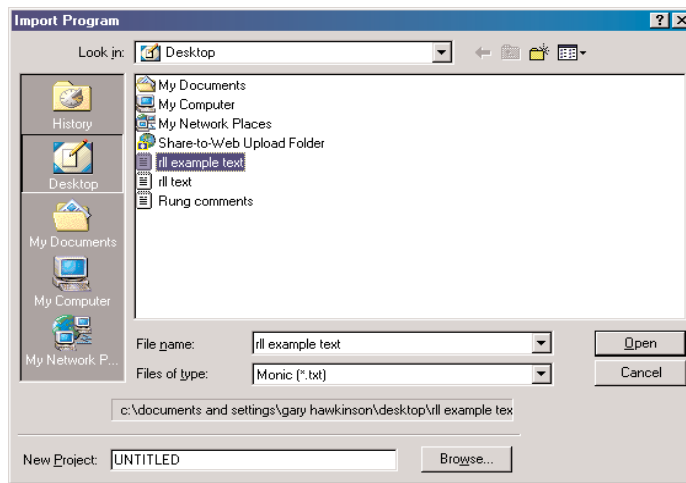 Import Program
Look in: Desktop
History
Desktop
My Documents
My Computer
My Network P...
My Documents
My Computer
My Network Places
Share-to-Web Upload Folder
rll example text
rll text
Rung comments
File name: rll example text
Open
Files of type: Monic (*.txt)
Cancel
c:\documents and settings\gary hawkinson\desktop\rll example tex
New Project: UNTITLED
Browse...